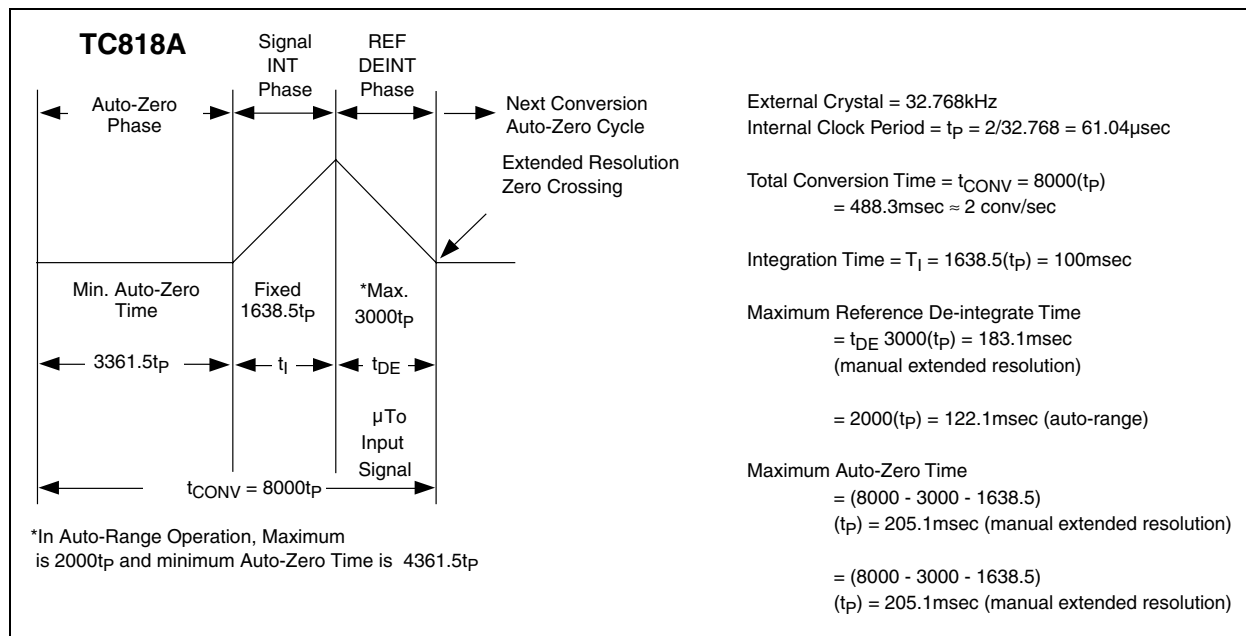 TC818A
Signal
INT
Phase
REF
DEINT
Phase
Auto-Zero
Phase
Next Conversion
Auto-Zero Cycle
Extended Resolution
Zero Crossing
Min. Auto-Zero
Time
Fixed
1638.5tP
*Max.
3000tP
3361.5tP
tI
tDE
µTo
Input
Signal
tCONV = 8000tP
*In Auto-Range Operation, Maximum
is 2000tP and minimum Auto-Zero Time is 4361.5tP
External Crystal = 32.768kHz
Internal Clock Period = tP = 2/32.768 = 61.04µsec
Total Conversion Time = tCONV = 8000(tP)
= 488.3msec ≈ 2 conv/sec
Integration Time = TI = 1638.5(tP) = 100msec
Maximum Reference De-integrate Time
= tDE 3000(tP) = 183.1msec
(manual extended resolution)
= 2000(tP) = 122.1msec (auto-range)
Maximum Auto-Zero Time
= (8000 - 3000 - 1638.5)
(tP) = 205.1msec (manual extended resolution)
= (8000 - 3000 - 1638.5)
(tP) = 205.1msec (manual extended resolution)